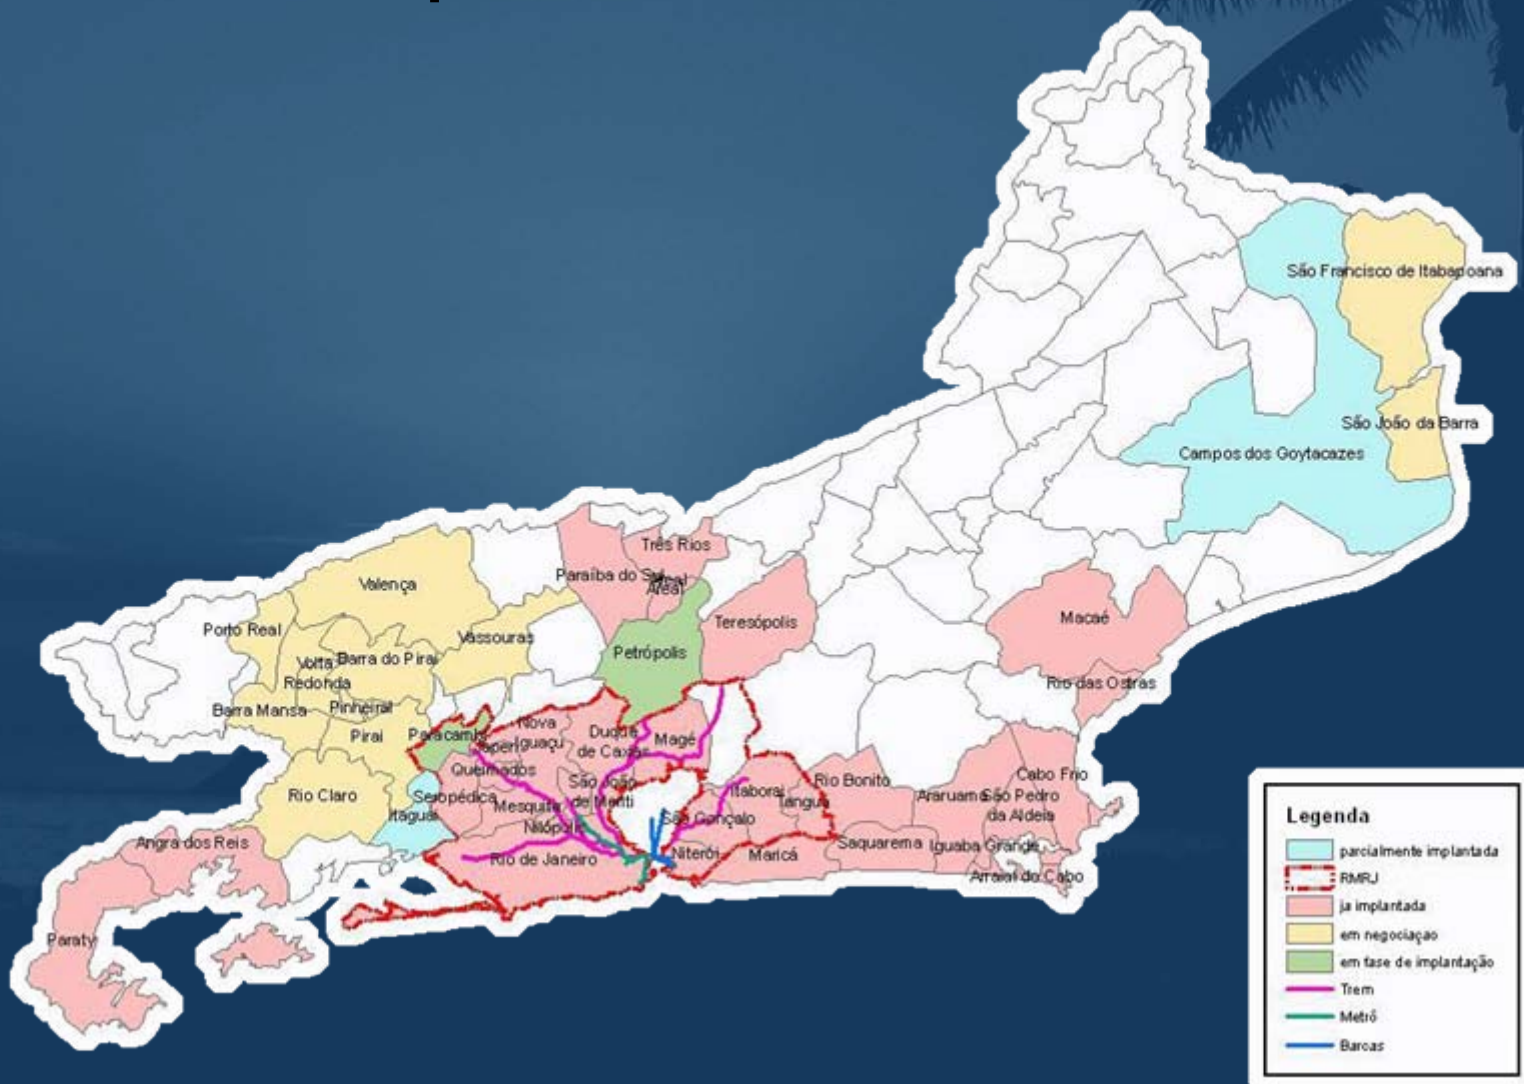 São Francisco de Itabapoana
São João da Barra
Campos dos Goytacazes
Três Rios
Paraíba do Sul
Areal
Valença
Teresópolis
Macaé
Porto Real
Vassouras
Petrópolis
Volta
Redonda
Barra do Pirai
Rio das Ostras
Barra Mansa
Pinheiral
Pirai
Paracambi
Japeri
Nova
Iguaçu
Duque
de Caxias
Magé
Queimados
Rio Claro
Seropédica
Mesquita
São João
de Meriti
Itaborai
Tanguá
Rio Bonito
Cabo Frio
Araruama
São Pedro
da Aldeia
Itaguaí
Nilópolis
São Gonçalo
Angra dos Reis
Rio de Janeiro
Niterói
Maricá
Saquarema
Iguaba Grande
Arraial do Cabo
Paraty
Legenda
parcialmente implantada
RMRJ
ja implantada
em negociaçao
em fase de implantação
Trem
Metrô
Barcas